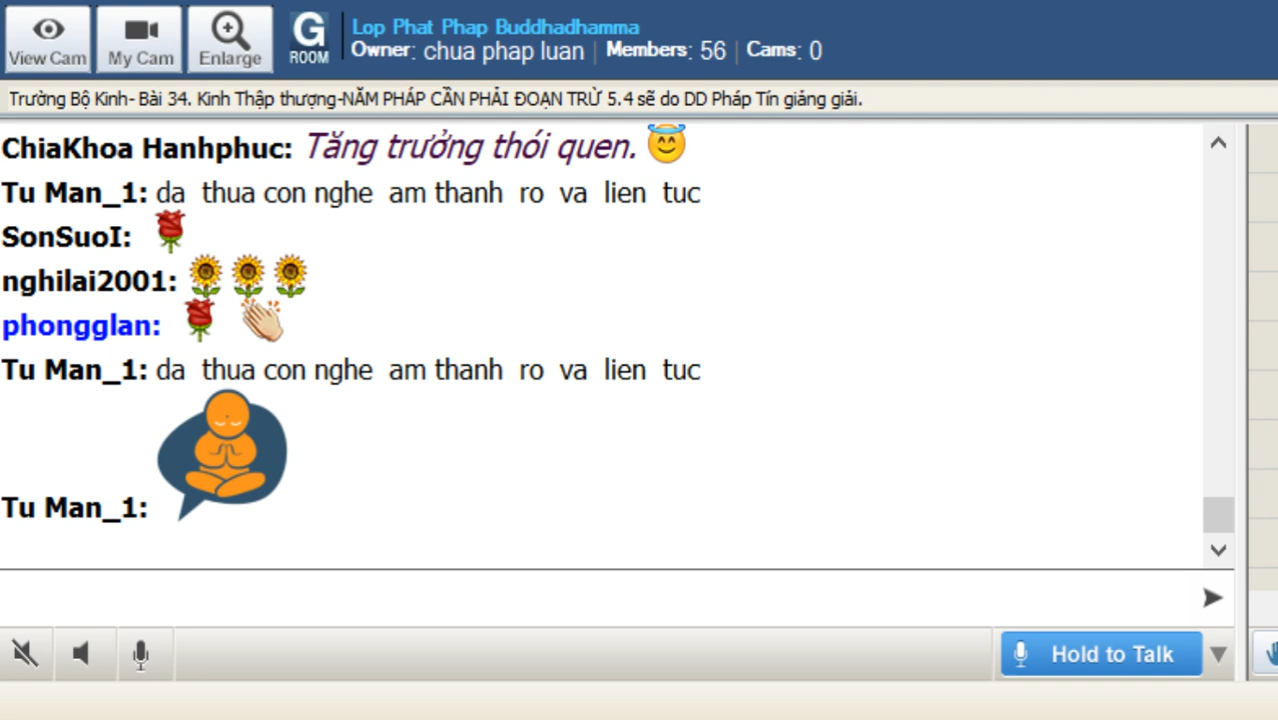 View Cam
My Cam
Enlarge
G
ROOM
Lop Phat Phap Buddhadhamma
Owner: chua phap luan | Members: 56 | Cams: 0
Trường Bộ Kinh- Bài 34. Kinh Thập thượng-NĂM PHÁP CẦN PHẢI ĐOẠN TRỪ 5.4 sẽ do DD Pháp Tín giảng giải.
ChiaKhoa Hanhphuc: Tăng trưởng thói quen.
Tu Man_1: da thua con nghe am thanh ro va lien tuc
SonSuoI:
nghilai2001:
phongglan:
Tu Man_1: da thua con nghe am thanh ro va lien tuc
Tu Man_1:
Hold to Talk